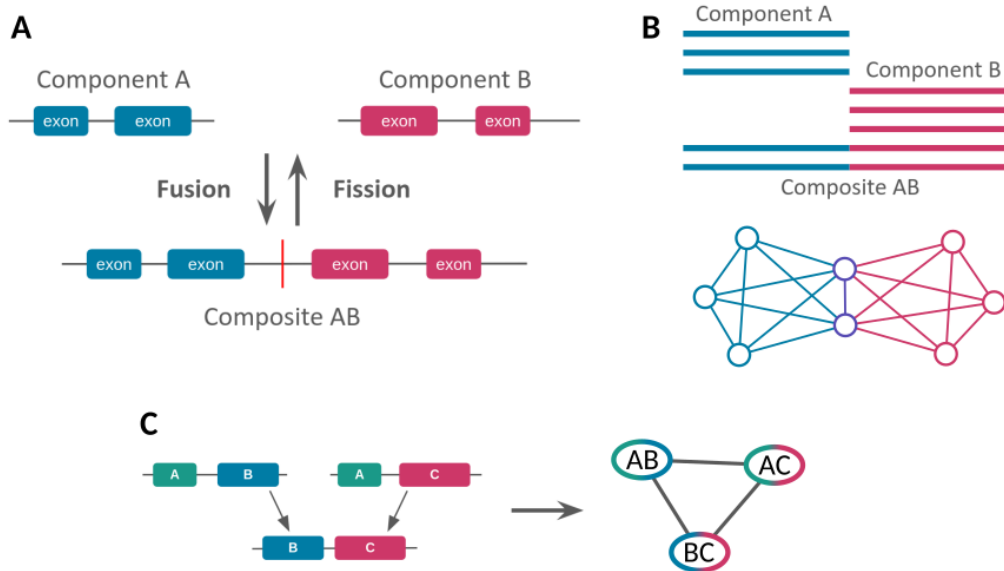 A
Component A
Component B
exon
exon
exon
exon
Fusion
Fission
exon
exon
exon
exon
Composite AB
B
Component A
Component B
Composite AB
C
A
B
A
C
B
C
AB
AC
BC